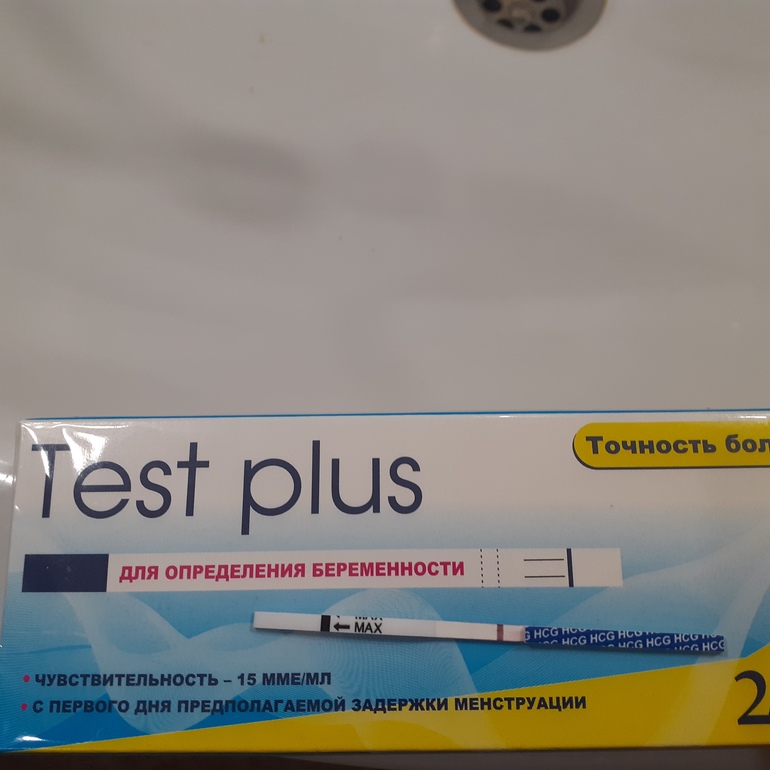 Test plus
Точность бол
ДЛЯ ОПРЕДЕЛЕНИЯ БЕРЕМЕННОСТИ
MAX
HCG HCG HCG HCG HCG HCG
• ЧУВСТВИТЕЛЬНОСТЬ – 15 ММЕ/МЛ
• С ПЕРВОГО ДНЯ ПРЕДПОЛАГАЕМОЙ ЗАДЕРЖКИ МЕНСТРУАЦИИ
2